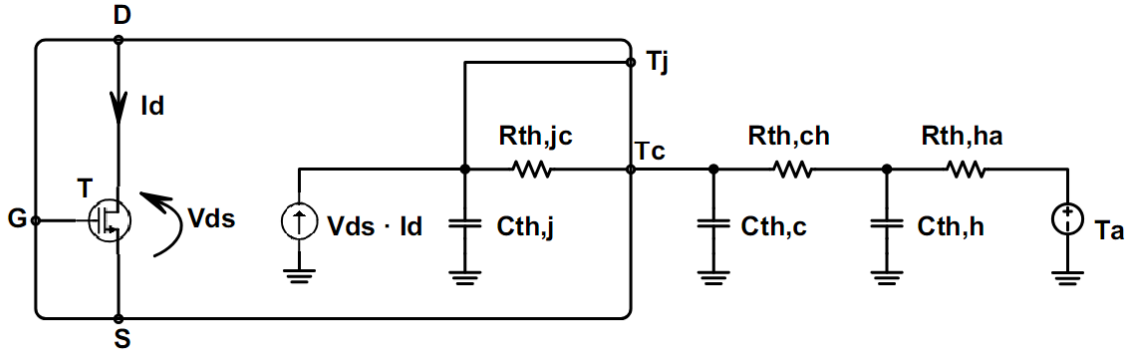 D
Tj
Id
Rth,jc
Tc
Rth,ch
Rth,ha
T
G
Vds
Vds · Id
Cth,j
Cth,c
Cth,h
Ta
S